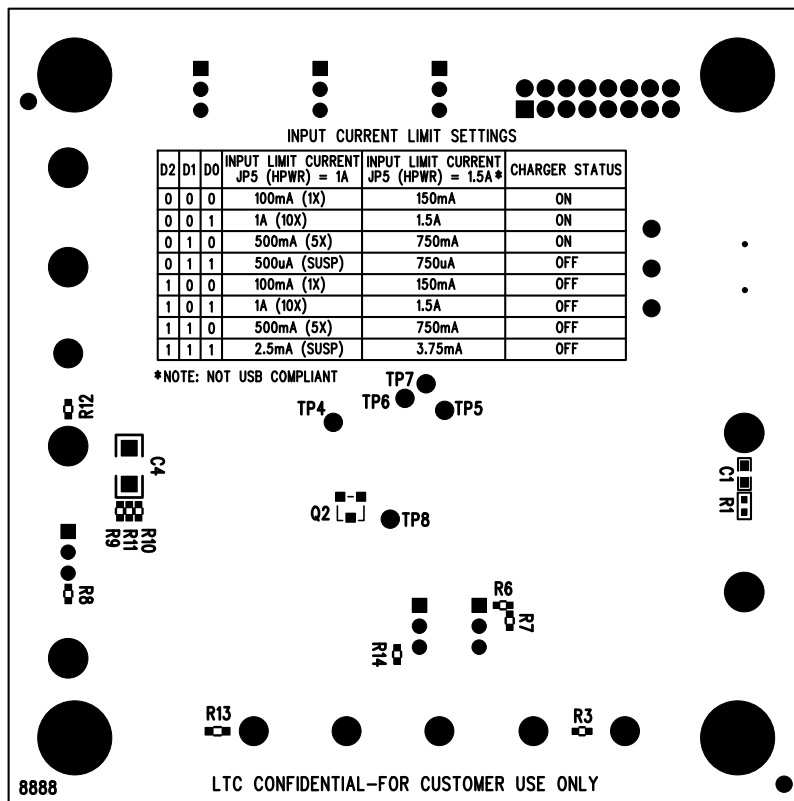 INPUT CURRENT LIMIT SETTINGS
D2 D1 D0 INPUT LIMIT CURRENT JP5 (HPWR) = 1A INPUT LIMIT CURRENT JP5 (HPWR) = 1.5A* CHARGER STATUS
0 0 0 100mA (1X) 150mA ON
0 0 1 1A (10X) 1.5A ON
0 1 0 500mA (5X) 750mA ON
0 1 1 500uA (SUSP) 750uA OFF
1 0 0 100mA (1X) 150mA OFF
1 0 1 1A (10X) 1.5A OFF
1 1 0 500mA (5X) 750mA OFF
1 1 1 2.5mA (SUSP) 3.75mA OFF
*NOTE: NOT USB COMPLIANT
TP7
TP6
TP4
TP5
R12
C4
C1
R1
Q2
TP8
R9
R11
R10
R8
R6
R7
R14
R13
R3
8888
LTC CONFIDENTIAL-FOR CUSTOMER USE ONLY